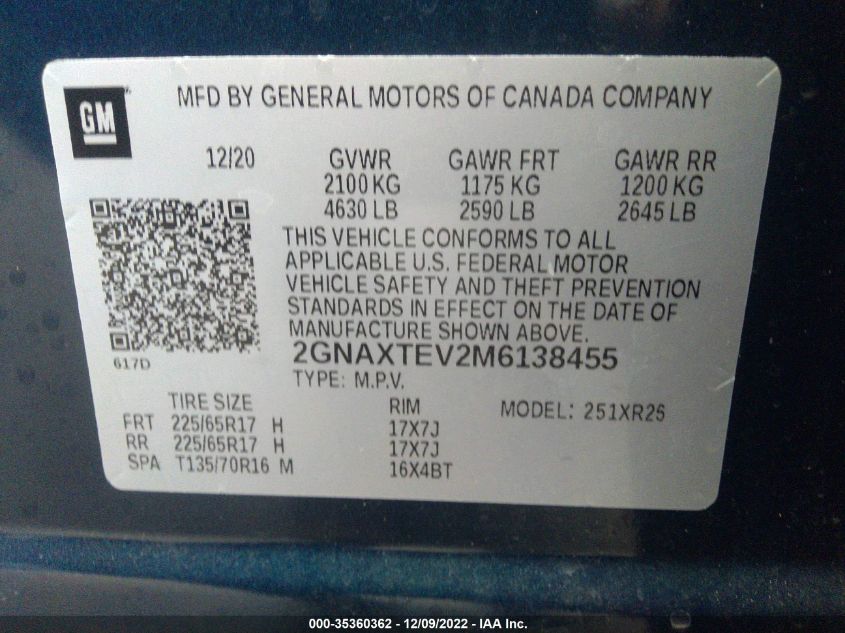 GM
MFD BY GENERAL MOTORS OF CANADA COMPANY
12/20 GVWR GAWR FRT GAWR RR
2100 KG 1175 KG 1200 KG
4630 LB 2590 LB 2645 LB
THIS VEHICLE CONFORMS TO ALL
APPLICABLE U.S. FEDERAL MOTOR
VEHICLE SAFETY AND THEFT PREVENTION
STANDARDS IN EFFECT ON THE DATE OF
MANUFACTURE SHOWN ABOVE.
617D
2GNAXTEV2M6138455
TYPE: M.P.V.
TIRE SIZE RIM MODEL: 251XR26
FRT 225/65R17 H 17X7J
RR 225/65R17 H 17X7J
SPA T135/70R16 M 16X4BT
000-35360362 - 12/09/2022 - IAA Inc.